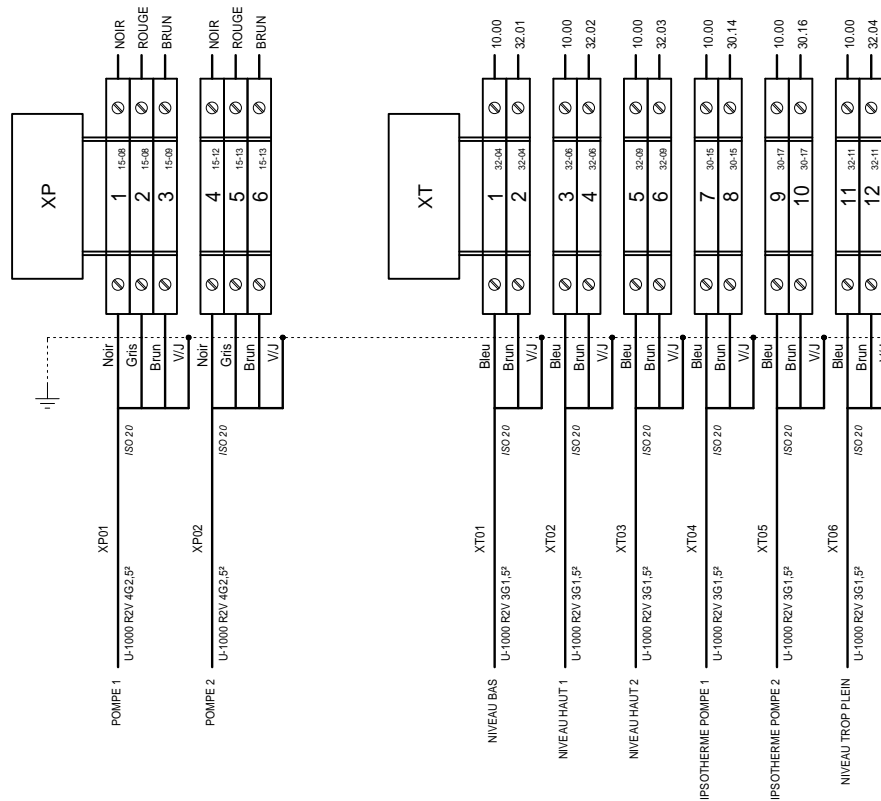 XP
NOIR
ROUGE
BRUN
NOIR
ROUGE
BRUN
1 15-08
2 15-08
3 15-09
4 15-12
5 15-13
6 15-13
Noir
Gris
Brun
V/J
Noir
Gris
Brun
V/J
ISO 20
ISO 20
XP01
XP02
U-1000 R2V 4G2,5²
U-1000 R2V 4G2,5²
POMPE 1
POMPE 2
XT
10.00
32.01
10.00
32.02
10.00
32.03
10.00
30.14
10.00
30.16
10.00
32.04
1 32-04
2 32-04
3 32-06
4 32-06
5 32-09
6 32-09
7 30-15
8 30-15
9 30-17
10 30-17
11 32-11
12 32-11
Bleu
Brun
V/J
Bleu
Brun
V/J
Bleu
Brun
V/J
Bleu
Brun
V/J
Bleu
Brun
V/J
Bleu
Brun
ISO 20
ISO 20
ISO 20
ISO 20
ISO 20
ISO 20
XT01
XT02
XT03
XT04
XT05
XT06
U-1000 R2V 3G1,5²
U-1000 R2V 3G1,5²
U-1000 R2V 3G1,5²
U-1000 R2V 3G1,5²
U-1000 R2V 3G1,5²
U-1000 R2V 3G1,5²
NIVEAU BAS
NIVEAU HAUT 1
NIVEAU HAUT 2
IPSOTHERME POMPE 1
IPSOTHERME POMPE 2
NIVEAU TROP PLEIN